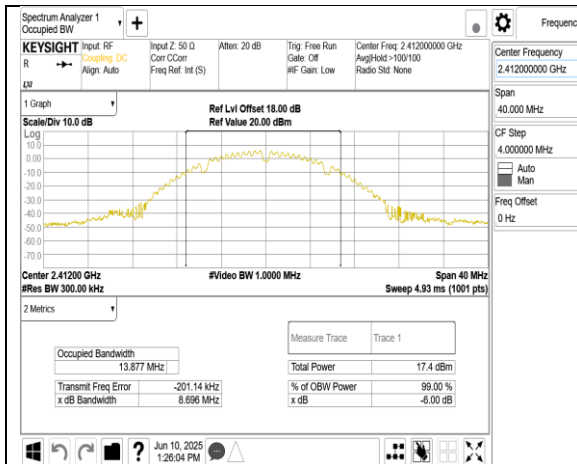 Spectrum Analyzer 1
Occupied BW
Frequenc
KEYSIGHT
R
LXI
Input: RF
Coupling: DC
Align: Auto
Input Z: 50 Ω
Corr CCorr
Freq Ref: Int (S)
Atten: 20 dB
Trig: Free Run
Gate: Off
#IF Gain: Low
Center Freq: 2.412000000 GHz
Avg|Hold:>100/100
Radio Std: None
Center Frequency
2.412000000 GHz
Span
40.000 MHz
CF Step
4.000000 MHz
Auto
Man
Freq Offset
0 Hz
1 Graph
Scale/Div 10.0 dB
Ref Lvl Offset 18.00 dB
Ref Value 20.00 dBm
Log
10.0
0.00
-10.0
-20.0
-30.0
-40.0
-50.0
-60.0
-70.0
Center 2.41200 GHz
#Res BW 300.00 kHz
#Video BW 1.0000 MHz
Span 40 MHz
Sweep 4.93 ms (1001 pts)
2 Metrics
Measure Trace Trace 1
Occupied Bandwidth
13.877 MHz
Total Power 17.4 dBm
Transmit Freq Error -201.14 kHz
% of OBW Power 99.00 %
x dB Bandwidth 8.696 MHz
x dB -6.00 dB
?
Jun 10, 2025
1:26:04 PM